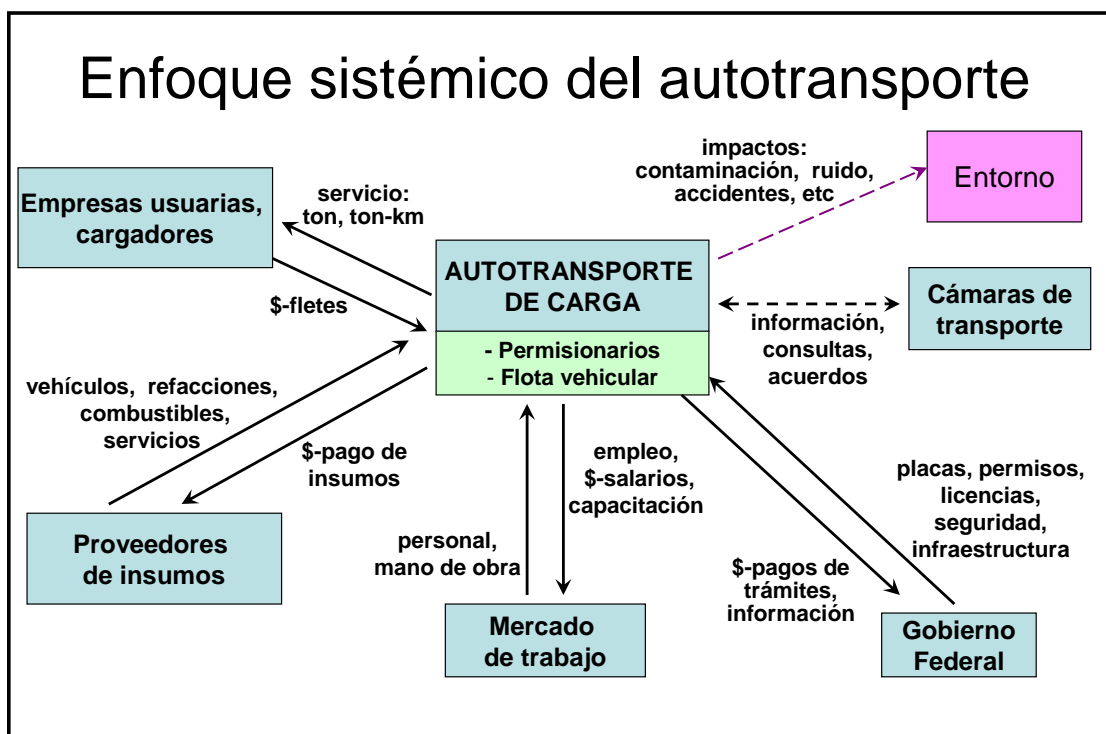 Enfoque sistémico del autotransporte
Empresas usuarias,
cargadores
servicio:
ton, ton-km
$-fletes
impactos:
contaminación, ruido,
accidentes, etc
Entorno
AUTOTRANSPORTE
DE CARGA
- Permisionarios
- Flota vehicular
información,
consultas,
acuerdos
Cámaras de
transporte
vehículos, refacciones,
combustibles,
servicios
$-pago de
insumos
Proveedores
de insumos
personal,
mano de obra
empleo,
$-salarios,
capacitación
Mercado
de trabajo
$-pagos de
trámites,
información
placas, permisos,
licencias,
seguridad,
infraestructura
Gobierno
Federal